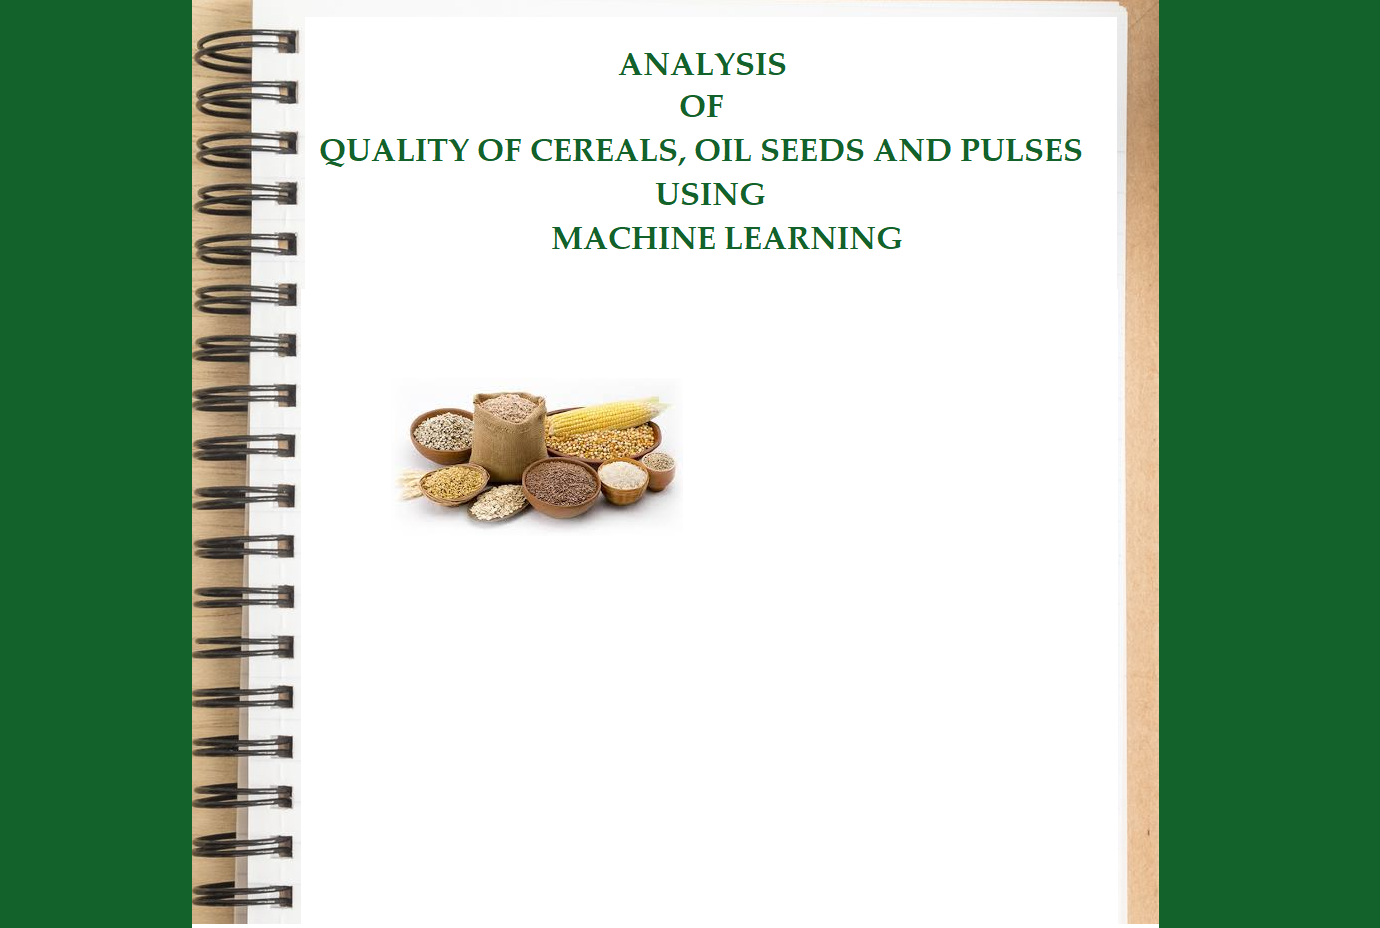 ANALYSIS
OF
QUALITY OF CEREALS, OIL SEEDS AND PULSES
USING
MACHINE LEARNING